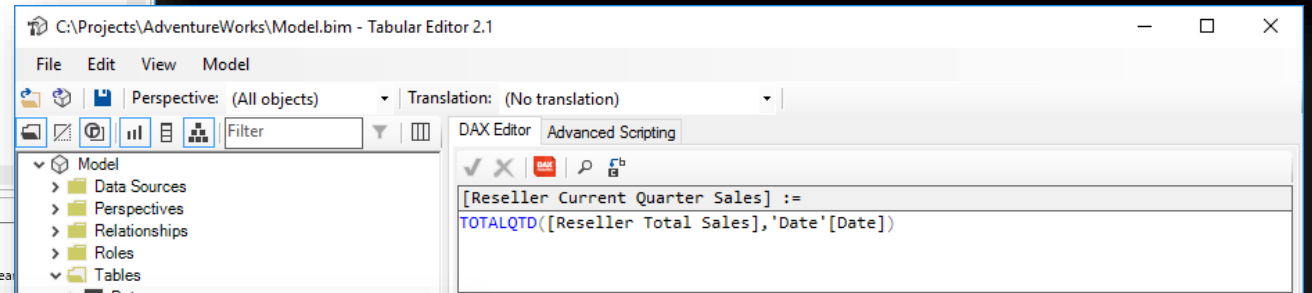 C:\Projects\AdventureWorks\Model.bim - Tabular Editor 2.1
File Edit View Model
Perspective: (All objects) Translation: (No translation)
Filter
DAX Editor Advanced Scripting
Model
Data Sources
Perspectives
Relationships
Roles
Tables
[Reseller Current Quarter Sales] :=
TOTALQTD([Reseller Total Sales],'Date'[Date])